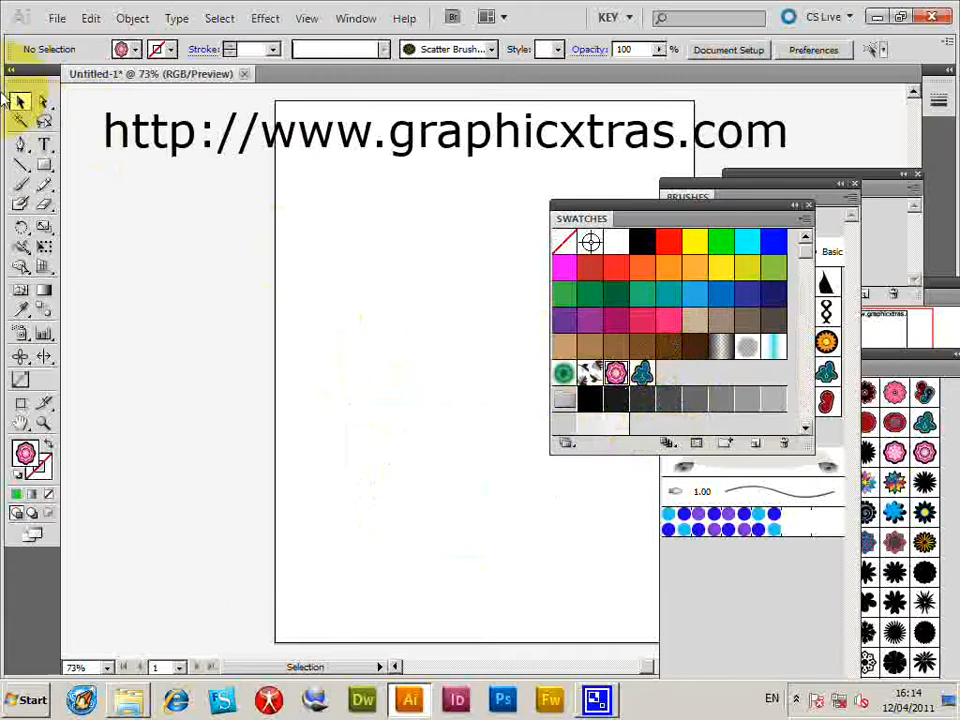 Ai File Edit Object Type Select Effect View Window Help Br KEY CS Live
No Selection Stroke: Scatter Brush... Style: Opacity: 100 % Document Setup Preferences
Untitled-1* @ 73% (RGB/Preview)
http://www.graphicxtras.com
BRUSHES
SWATCHES
Basic
1.00
73% 1 Selection
Start Dw Ai Id Ps Fw EN 16:14
12/04/2011